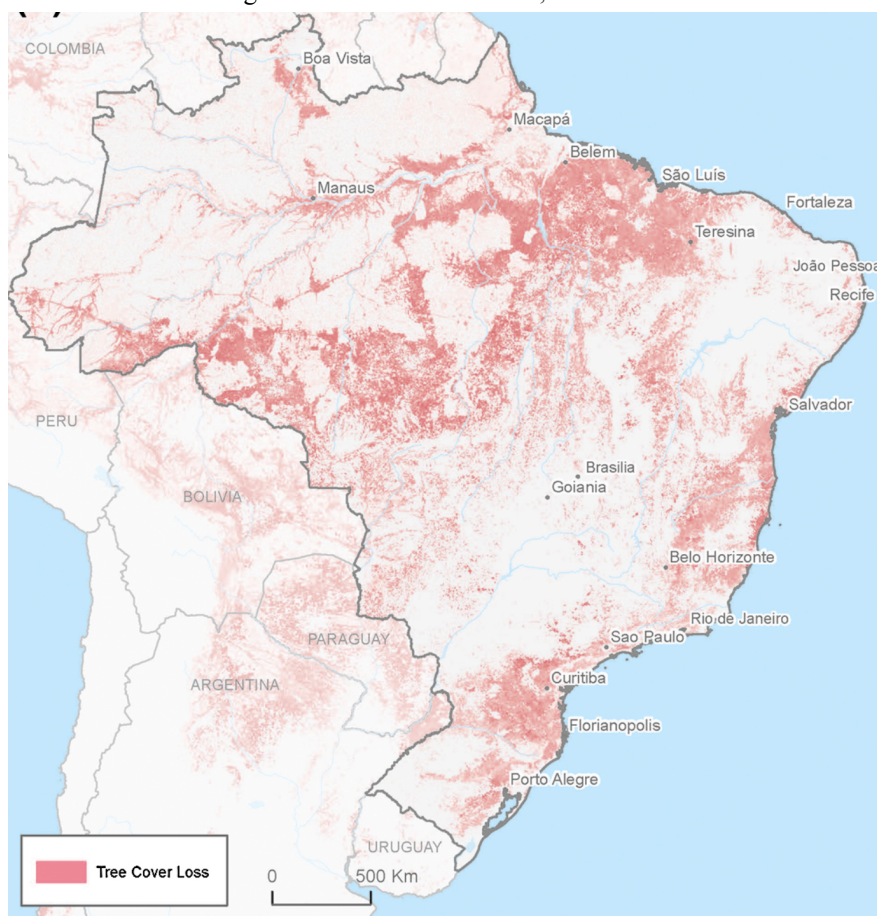 COLOMBIA
Boa Vista
Macapá
Belem
São Luís
Manaus
Fortaleza
Teresina
João Pessoa
Recife
Salvador
PERU
Brasilia
BOLIVIA
Goiania
Belo Horizonte
Rio de Janeiro
Sao Paulo
PARAGUAY
Curitiba
ARGENTINA
Florianopolis
Porto Alegre
URUGUAY
Tree Cover Loss
0 500 Km